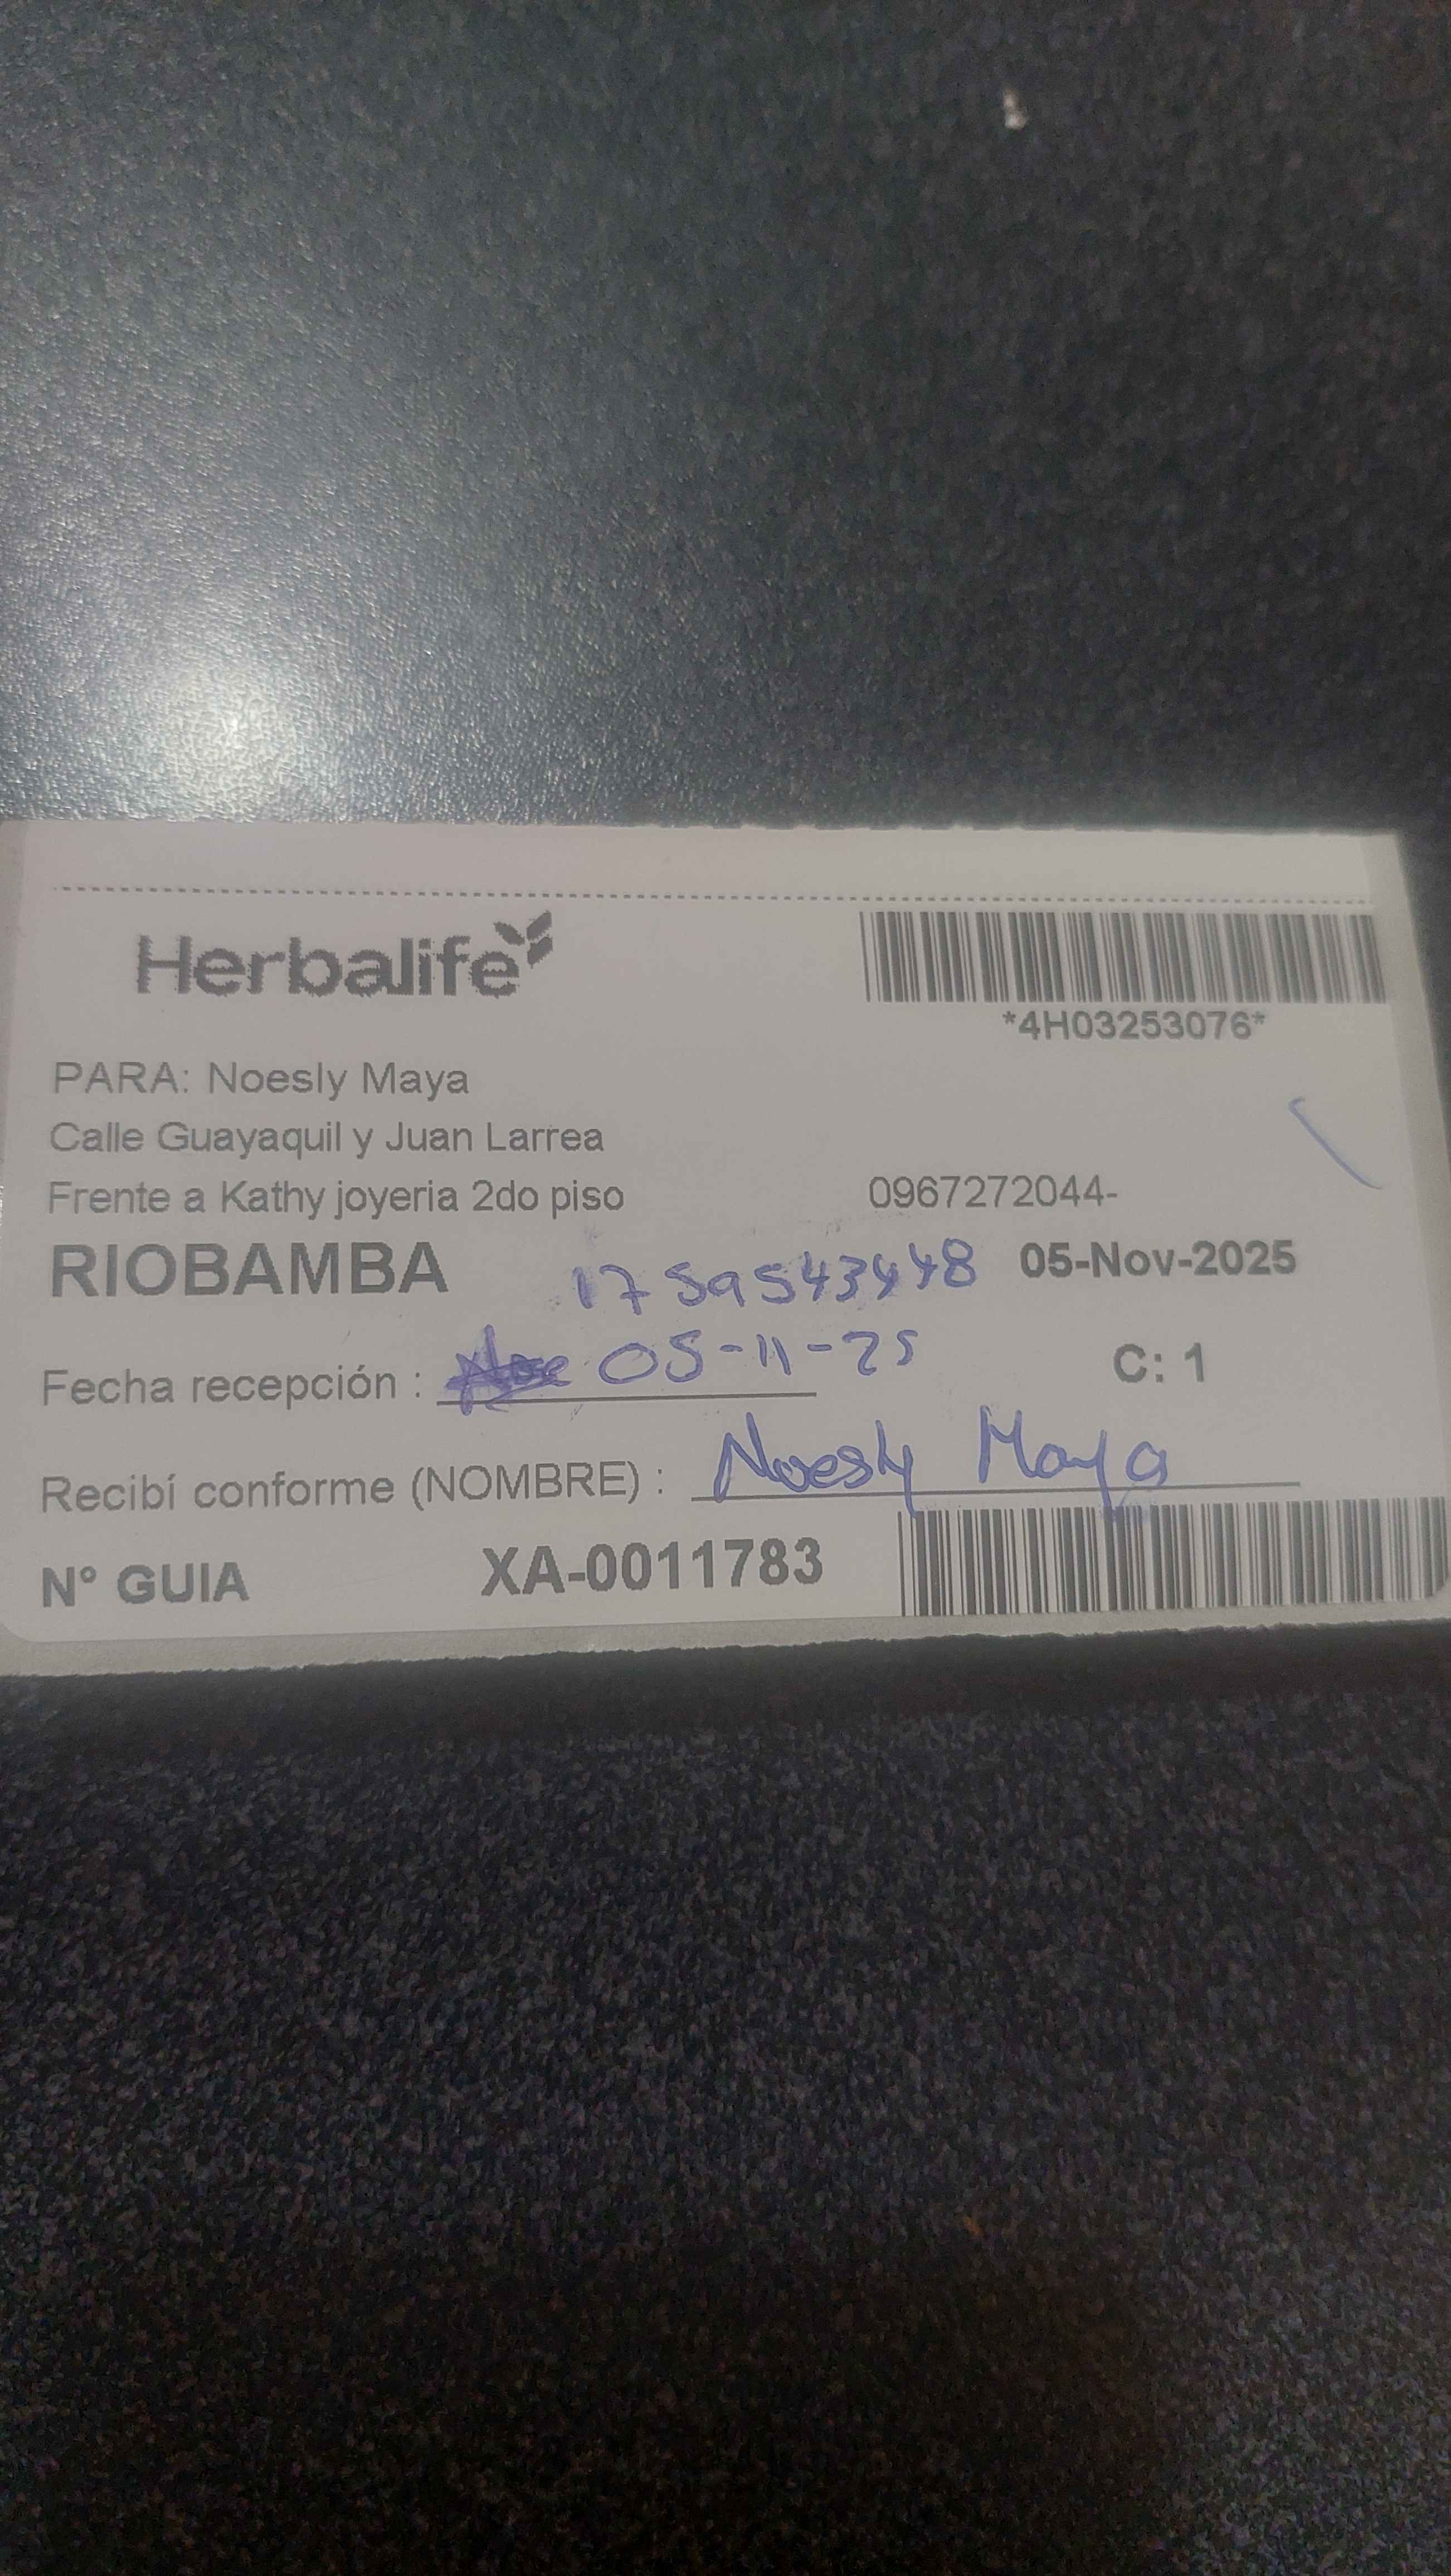 Herbalife
*4H03253076*
PARA: Noesly Maya
Calle Guayaquil y Juan Larrea
Frente a Kathy joyeria 2do piso 0967272044-
RIOBAMBA 1759543448 05-Nov-2025
Fecha recepción : 05-11-25 C: 1
Recibí conforme (NOMBRE) : Noesly Maya
N° GUIA XA-0011783